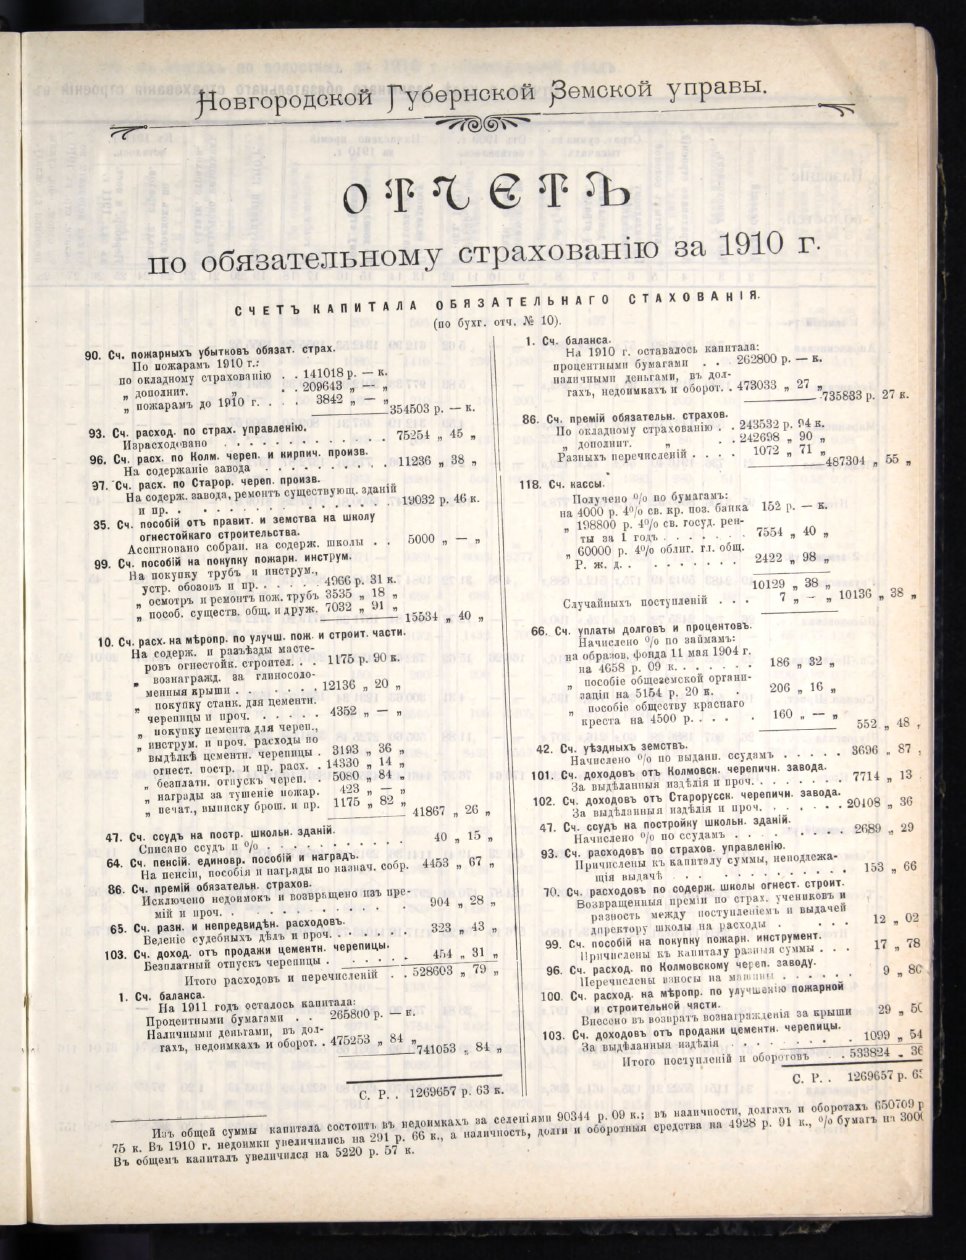 Новгородской Губернской Земской управы.
ОТЧЕТЪ
по обязательному страхованію за 1910 г.
СЧЕТЪ КАПИТАЛА ОБЯЗАТЕЛЬНАГО СТАХОВАНІЯ.
(по бухг. отч. № 10).
90. Сч. пожарныхъ убытковъ обязат. страх.
По пожарамъ 1910 г.:
по окладному страхованію . . 141018 р. — к.
„ дополнит. „ . . 209643 „ — „
„ пожарамъ до 1910 г. . . . 3842 „ — „
354503 р. — к.
93. Сч. расход. по страх. управленію.
Израсходовано . . . . . . . . . . . 75254 „ 45 „
96. Сч. расх. по Колм. череп. и кирпич. произв.
На содержаніе завода . . . . . . . . 11236 „ 38 „
97. Сч. расх. по Старор. череп. произв.
На содерж. завода, ремонтъ существующ. зданій
и пр. . . . . . . . . . . . . . 19032 р. 46 к.
35. Сч. пособій отъ правит. и земства на школу
огнестойкаго строительства.
Ассигновано собран. на содерж. школы . . 5000 „ — „
99. Сч. пособій на покупку пожарн. инструм.
На покупку трубъ и инструм.,
устр. обозовъ и пр. . . . . . 4966 р. 31 к.
„ осмотръ и ремонтъ пож. трубъ 3535 „ 18 „
„ пособ. существ. общ. и друж. 7032 „ 91 „
15534 „ 40 „
10. Сч. расх. на мѣропр. по улучш. пож. и строит. части.
На содерж. и разъѣзды масте-
ровъ огнестойк. строител. . . 1175 р. 90 к.
„ вознагражд. за глиносоло-
менныя крыши . . . . . . . 12136 „ 20 „
„ покупку станк. для цементн.
черепицы и проч. . . . . . 4352 „ — „
„ покупку цемента для череп.,
„ инструм. и проч. расходы по
выдѣлкѣ цементн. черепицы . 3193 „ 36 „
огнест. постр. и пр. расх. . 14330 „ 14 „
„ безплатн. отпускъ череп. . . 5080 „ 84 „
„ награды за тушеніе пожар. 423 „ — „
„ печат., выписку брош. и пр. 1175 „ 82 „
41867 „ 26 „
47. Сч. ссудъ на постр. школьн. зданій.
Списано ссудъ и % . . . . . . . . . 40 „ 15 „
64. Сч. пенсій, единовр. пособій и наградъ.
На пенсіи, пособія и награды по назнач. собр. 4453 „ 67 „
86. Сч. премій обязательн. страхов.
Исключено недоимокъ и возвращено изъ пре-
мій и проч. . . . . . . . . . . 904 „ 28 „
65. Сч. разн. и непредвидѣн. расходовъ.
Веденіе судебныхъ дѣлъ и проч. . . . . . . 323 „ 43 „
103. Сч. доход. отъ продажи цементн. черепицы.
Безплатный отпускъ черепицы . . . . . . 454 „ 31 „
Итого расходовъ и перечисленій . . 528603 „ 79 „
1. Сч. баланса.
На 1911 годъ осталось капитала:
Процентными бумагами . . 265800 р. — к.
Наличными деньгами, въ дол-
гахъ, недоимкахъ и оборот. . 475253 „ 84 „
741053 „ 84 „
С. Р. . 1269657 р. 63 к.
1. Сч. баланса.
На 1910 г. оставалось капитала:
процентными бумагами . . 262800 р. — к.
наличными деньгами, въ дол-
гахъ, недоимкахъ и оборот. . 473033 „ 27 „
735833 р. 27 к.
86. Сч. премій обязательн. страхов.
По окладному страхованію . . 243532 р. 94 к.
„ дополнит. „ . . 242698 „ 90 „
Разныхъ перечисленій . . . . 1072 „ 71 „
487304 „ 55 „
118. Сч. кассы.
Получено % по бумагамъ:
на 4000 р. 4% св. кр. поз. банка 152 р. — к.
„ 198800 р. 4% св. госуд. рен-
ты за 1 годъ . . . . . . . 7554 „ 40 „
„ 60000 р. 4% облиг. гл. общ.
Р. ж. д. . . . . . . . . 2422 „ 98 „
10129 „ 38 „
Случайныхъ поступленій . . . 7 „ — „ 10136 „ 38 „
66. Сч. уплаты долговъ и процентовъ.
Начислено % по займамъ:
на образов. фонда 11 мая 1904 г.
на 4658 р. 09 к. . . . . . . 186 „ 32 „
„ пособіе общеземской органи-
заціи на 5154 р. 20 к. . 206 „ 16 „
„ пособіе обществу краснаго
креста на 4500 р. . . . . 160 „ — „
552 „ 48 „
42. Сч. уѣздныхъ земствъ.
Начислено % по выданн. ссудамъ . . . . . . 3696 „ 87 „
101. Сч. доходовъ отъ Колмовск. черепичн. завода.
За выдѣланныя издѣлія и проч. . . . . . . . 7714 „ 13
102. Сч. доходовъ отъ Старорусск. черепичн. завода.
За выдѣланныя издѣлія и проч. . . . . . . . 20408 „ 36
47. Сч. ссудъ на постройку школьн. зданій.
Начислено % по ссудамъ . . . . . . . . . 2689 „ 29
93. Сч. расходовъ по страхов. управленію.
Причислены къ капиталу суммы, неподлежа-
щія выдачѣ . . . . . . . . . . 153 „ 66
70. Сч. расходовъ по содерж. школы огнест. строит.
Возвращенныя преміи по страх. учениковъ и
разность между поступленіемъ и выдачей
директору школы на расходы . . . . . . 12 „ 02
99. Сч. пособій на покупку пожарн. инструмент.
Причислены къ капиталу разныя суммы . . . 17 „ 78
96. Сч. расход. по Колмовскому череп. заводу.
Перечислены взносы на машины . . . . . . 9 „ 80
100. Сч. расход. на мѣропр. по улучшенію пожарной
и строительной части.
Внесено въ возвратъ вознагражденія за крыши 29 „ 50
103. Сч. доходовъ отъ продажи цементн. черепицы.
За выдѣланныя издѣлія . . . . . . . . . 1099 „ 54
Итого поступленій и оборотовъ . . . 533824 „ 36
С. Р. . 1269657 р. 63
Изъ общей суммы капитала состоитъ въ недоимкахъ за селеніями 90344 р. 09 к.; въ наличности, долгахъ и оборотахъ 650709 р
75 к. Въ 1910 г. недоимки увеличились на 291 р. 66 к., а наличность, долги и оборотныя средства на 4928 р. 91 к., % бумагъ на 3000
Въ общемъ капиталъ увеличился на 5220 р. 57 к.